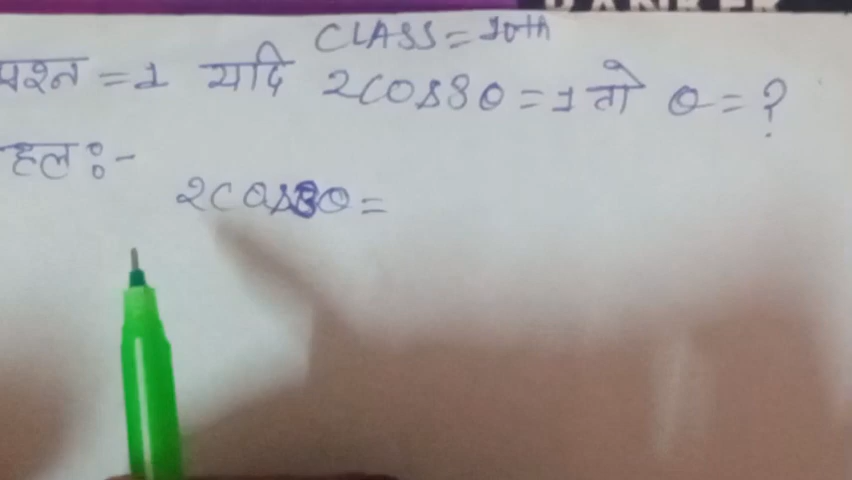 CLASS = 10th
प्रश्न = 1 यदि 2COS3θ = 1 तो θ = ?
हल :-
2COS3θ =